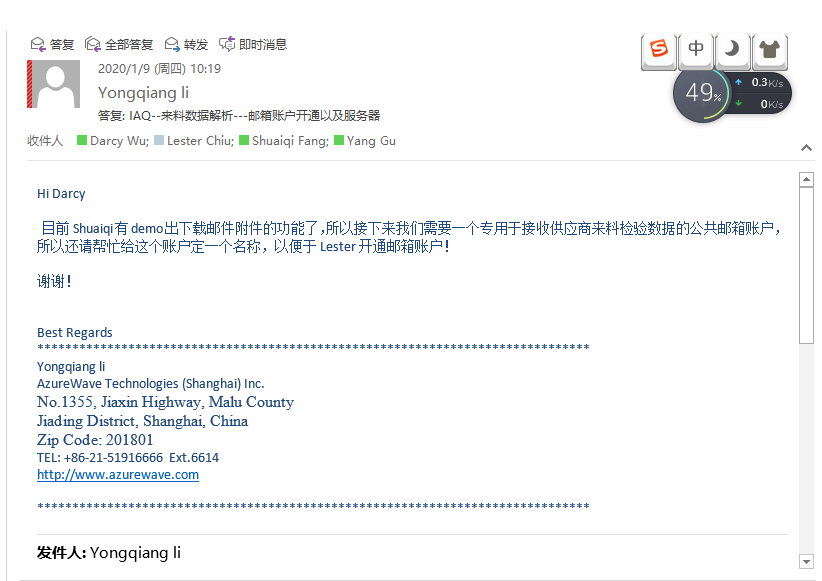 答复 全部答复 转发 即时消息
2020/1/9 (周四) 10:19
Yongqiang li
答复: IAQ--来料数据解析---邮箱账户开通以及服务器
收件人 Darcy Wu; Lester Chiu; Shuaiqi Fang; Yang Gu
S 中
49% 0.3K/s
0K/s
Hi Darcy
目前 Shuaiqi有 demo出下载邮件附件的功能了,所以接下来我们需要一个专用于接收供应商来料检验数据的公共邮箱账户，
所以还请帮忙给这个账户定一个名称，以便于 Lester 开通邮箱账户！
谢谢！
Best Regards
*******************************************************************************
Yongqiang li
AzureWave Technologies (Shanghai) Inc.
No.1355, Jiaxin Highway, Malu County
Jiading District, Shanghai, China
Zip Code: 201801
TEL: +86-21-51916666  Ext.6614
http://www.azurewave.com
*******************************************************************************
发件人: Yongqiang li